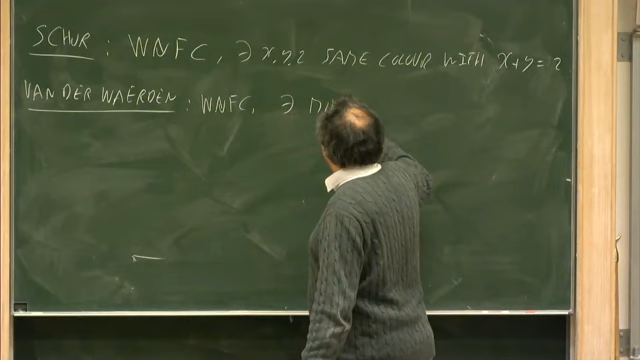 SCHUR : WNFC, ∃ x, y, z SAME COLOUR WITH x+y=z
VAN DER WAERDEN : WNFC, ∃